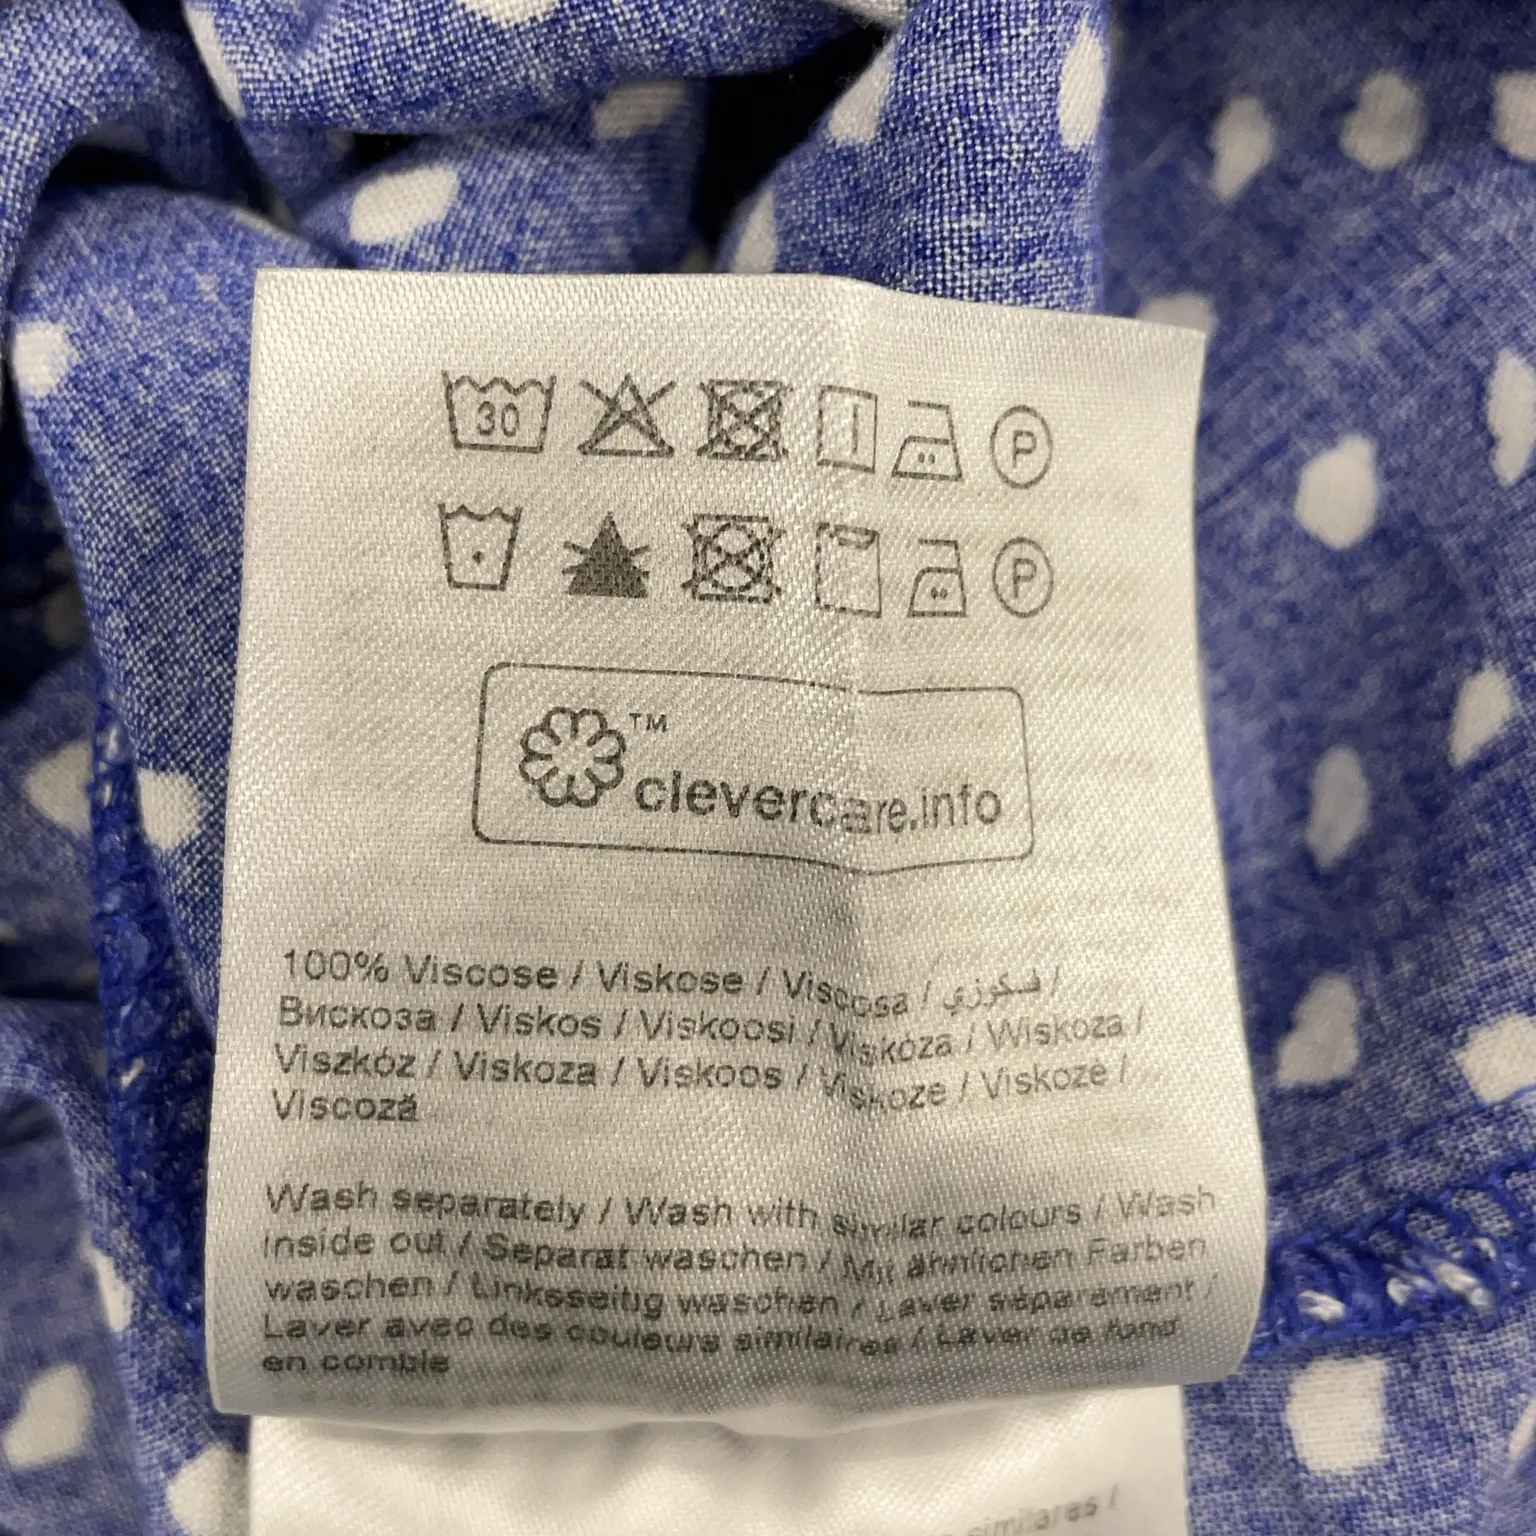 30 P
P
TM
clevercare.info
100% Viscose / Viskose / Viscosa / فسكوزي /
Вискоза / Viskos / Viskoosi / Viskóza / Wiskoza /
Viszkóz / Viskoza / Viskoos / Viskoze / Viskozė /
Viscoză
Wash separately / Wash with similar colours / Wash
inside out / Separat waschen / Mit ähnlichen Farben
waschen / Linksseitig waschen / Laver séparément /
Laver avec des couleurs similaires / Laver de fond
en comble
similares /